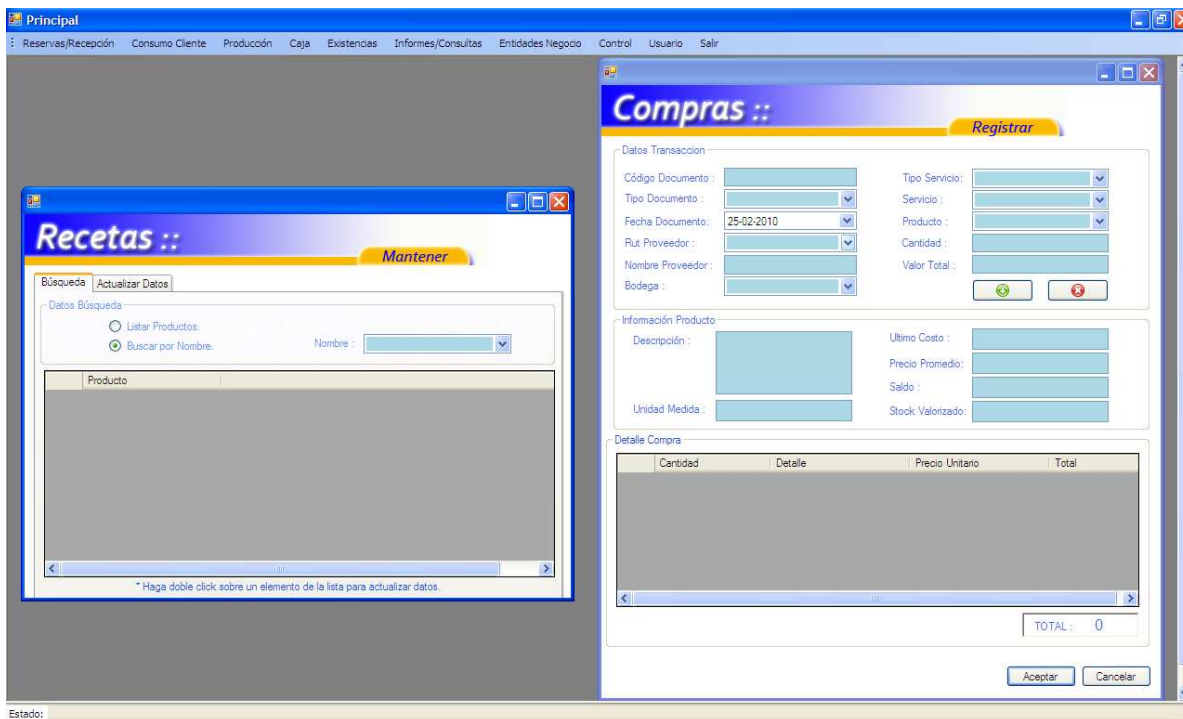 Principal
Reservas/Recepción Consumo Cliente Producción Caja Existencias Informes/Consultas Entidades Negocio Control Usuario Salir
Recetas ::
Mantener
Búsqueda Actualizar Datos
Datos Búsqueda
Listar Productos.
Buscar por Nombre.
Nombre :
Producto
* Haga doble click sobre un elemento de la lista para actualizar datos.
Compras ::
Registrar
Datos Transaccion
Código Documento :
Tipo Documento :
Fecha Documento: 25-02-2010
Rut Proveedor :
Nombre Proveedor :
Bodega :
Tipo Servicio:
Servicio :
Producto :
Cantidad :
Valor Total :
Información Producto
Descripción :
Unidad Medida :
Ultimo Costo :
Precio Promedio:
Saldo :
Stock Valorizado:
Detalle Compra
Cantidad Detalle Precio Unitario Total
TOTAL : 0
Aceptar Cancelar
Estado: